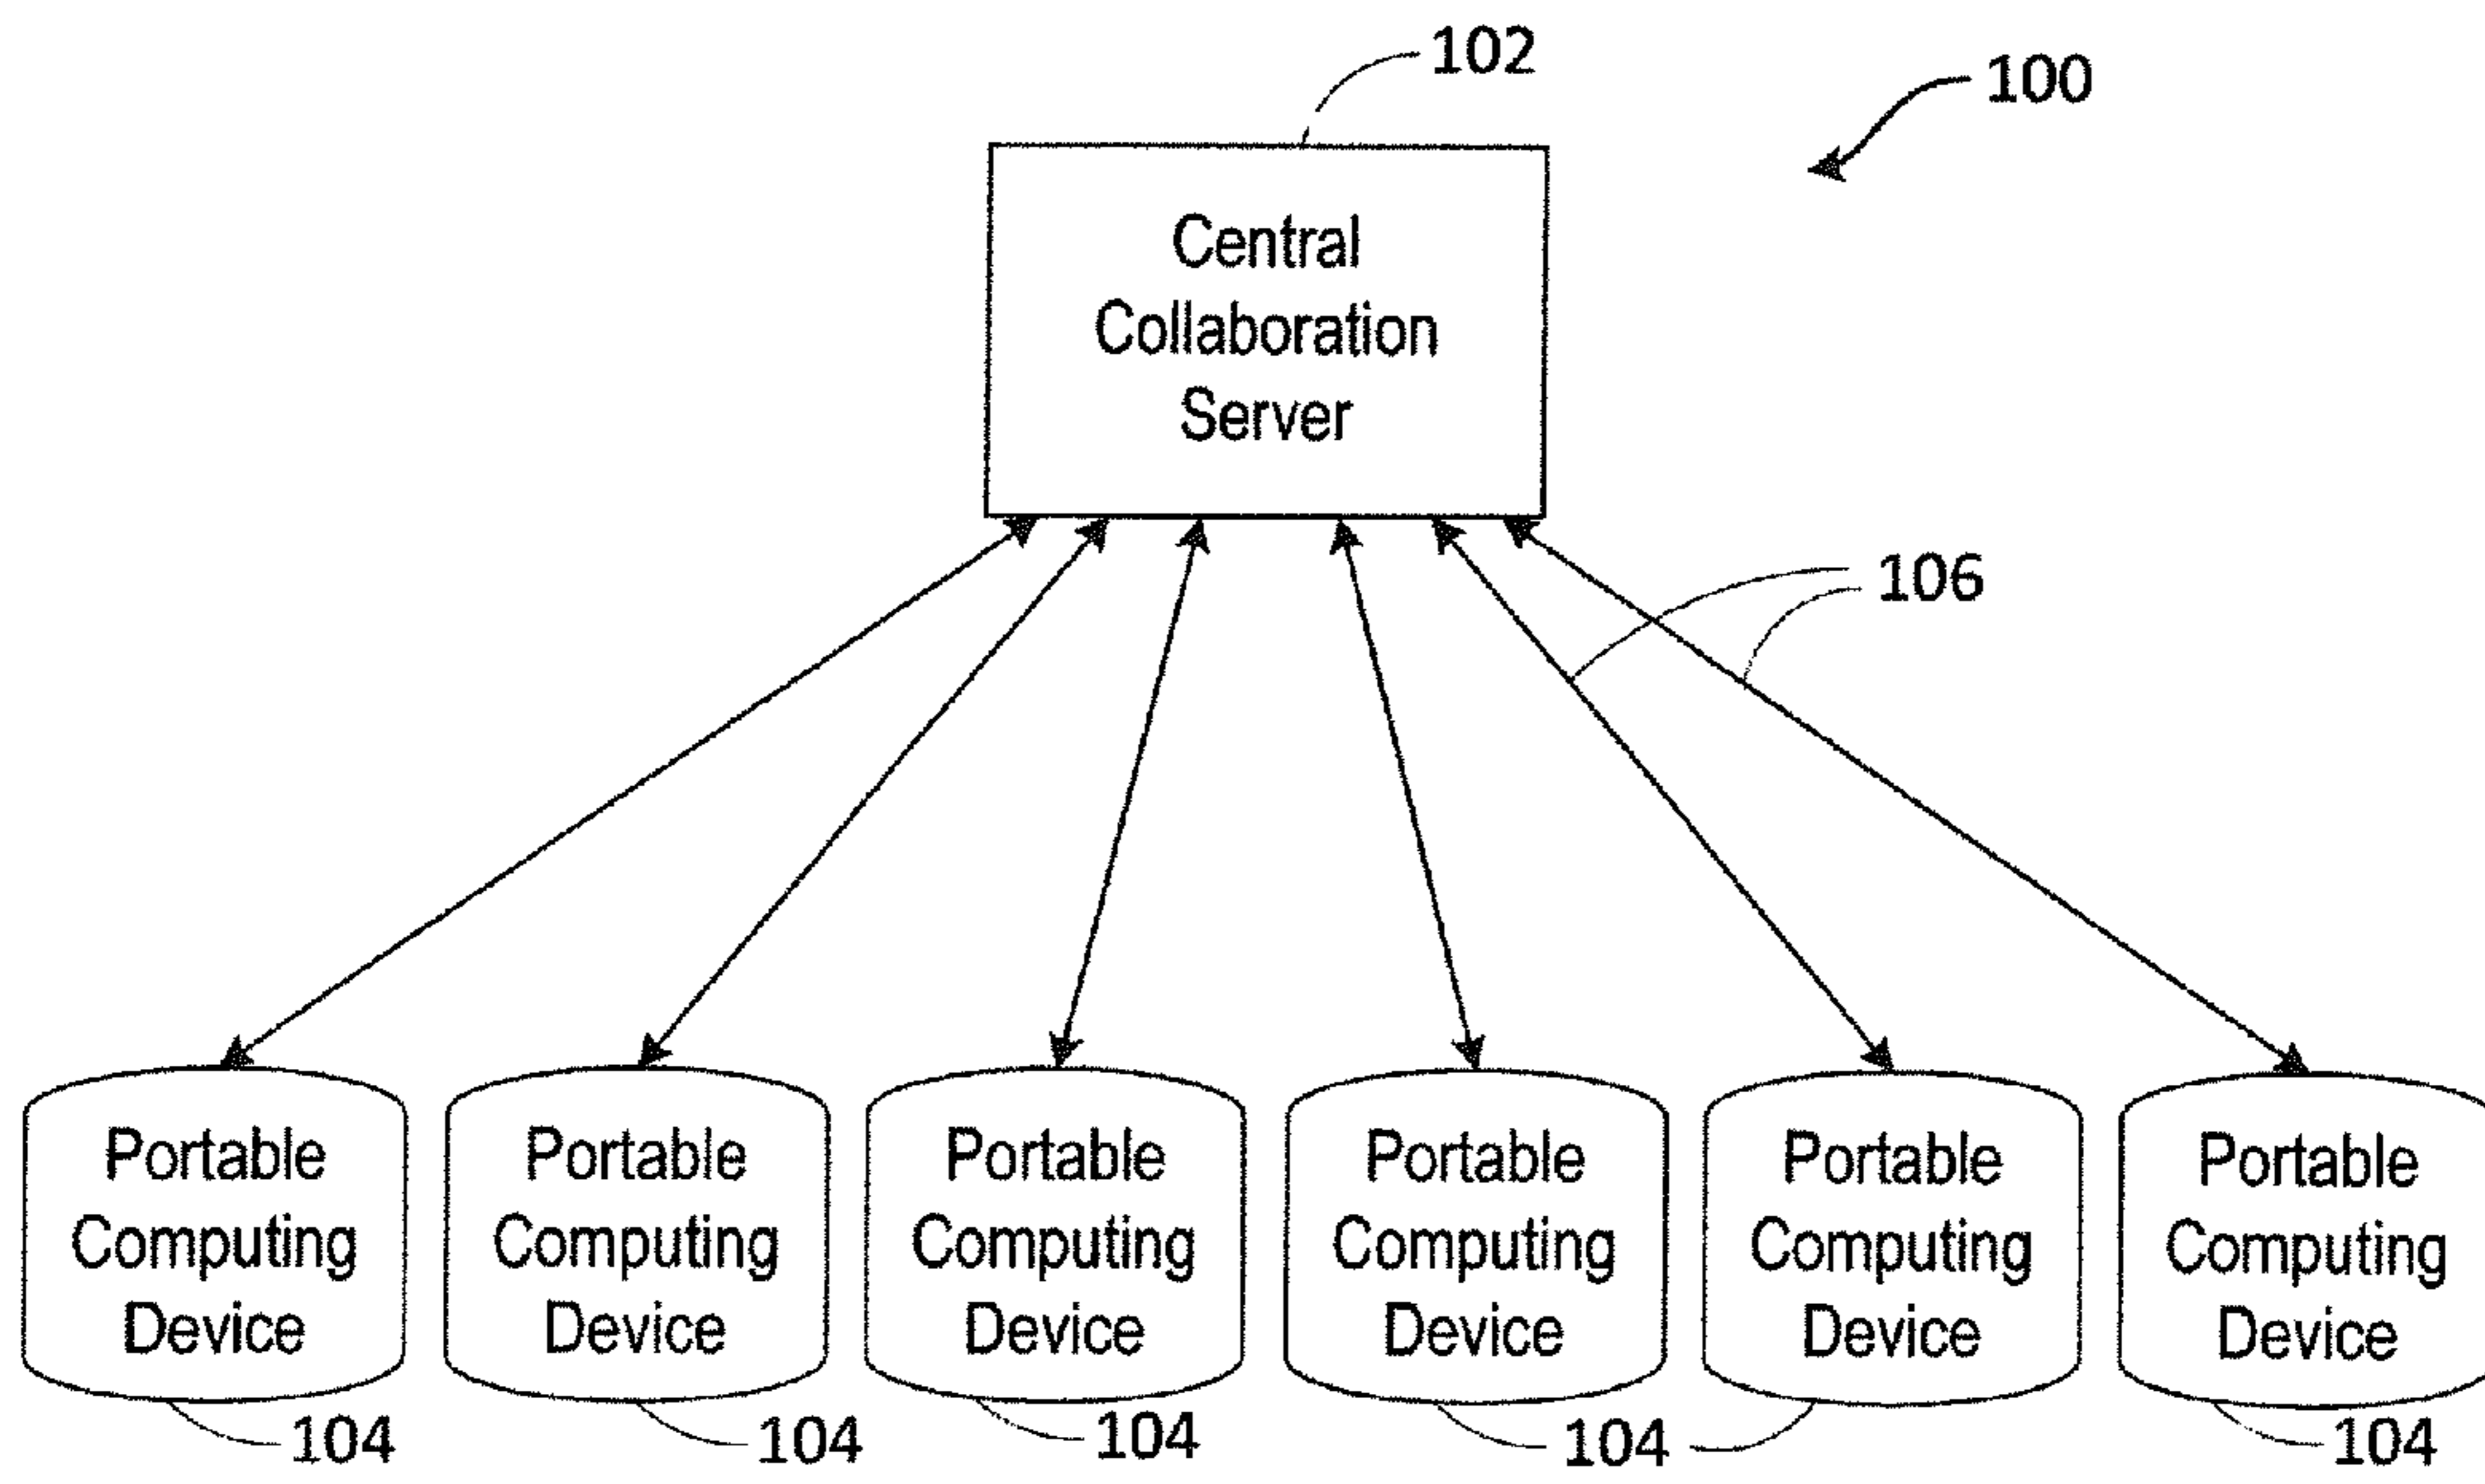 102
100
Central
Collaboration
Server
106
Portable
Computing
Device
Portable
Computing
Device
Portable
Computing
Device
Portable
Computing
Device
Portable
Computing
Device
Portable
Computing
Device
104
104
104
104
104